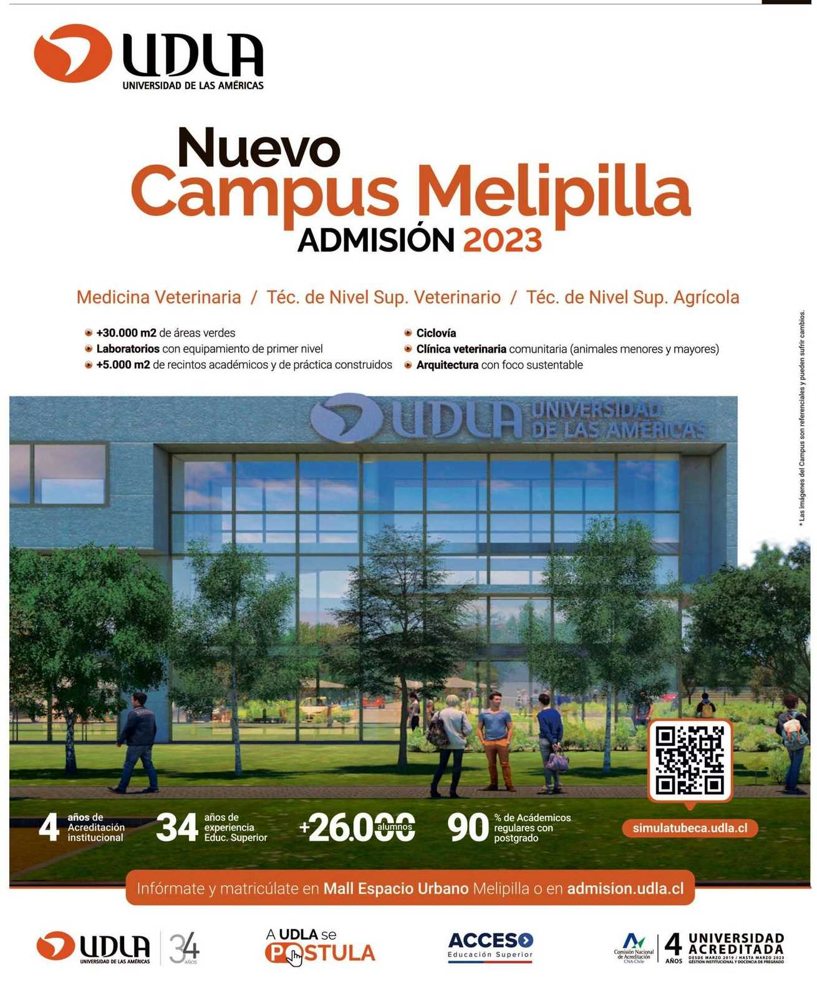 UDLA
UNIVERSIDAD DE LAS AMÉRICAS
Nuevo
Campus Melipilla
ADMISIÓN 2023
Medicina Veterinaria / Téc. de Nivel Sup. Veterinario / Téc. de Nivel Sup. Agrícola
+30.000 m2 de áreas verdes
Laboratorios con equipamiento de primer nivel
+5.000 m2 de recintos académicos y de práctica construidos
Ciclovía
Clínica veterinaria comunitaria (animales menores y mayores)
Arquitectura con foco sustentable
* Las imágenes del Campus son referenciales y pueden sufrir cambios.
UDLA UNIVERSIDAD
DE LAS AMÉRICAS
4 años de
Acreditación
institucional
34 años de
experiencia
Educ. Superior
+26.000
alumnos
90 % de Acádemicos
regulares con
postgrado
simulatubeca.udla.cl
Infórmate y matricúlate en Mall Espacio Urbano Melipilla o en admision.udla.cl
UDLA
UNIVERSIDAD DE LAS AMÉRICAS
34
AÑOS
A UDLA se
POSTULA
ACCESO
Educación Superior
Comisión Nacional
de Acreditación
CNA-Chile
4
AÑOS
UNIVERSIDAD
ACREDITADA
DESDE MARZO 2019 / HASTA MARZO 2023
GESTIÓN INSTITUCIONAL Y DOCENCIA DE PREGRADO